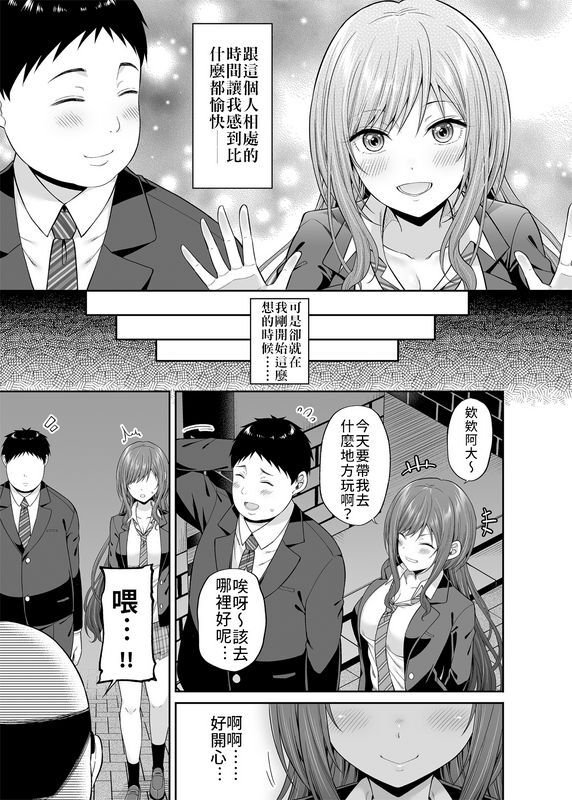 跟這個人相處的
時間讓我感到比
什麼都愉快——
可是卻就在
我剛開始這麼
想的時候……
欸欸阿大～
今天要帶我去
什麼地方玩啊？
唉呀～該去
哪裡好呢…
啊啊……
好開心…
喂…!!